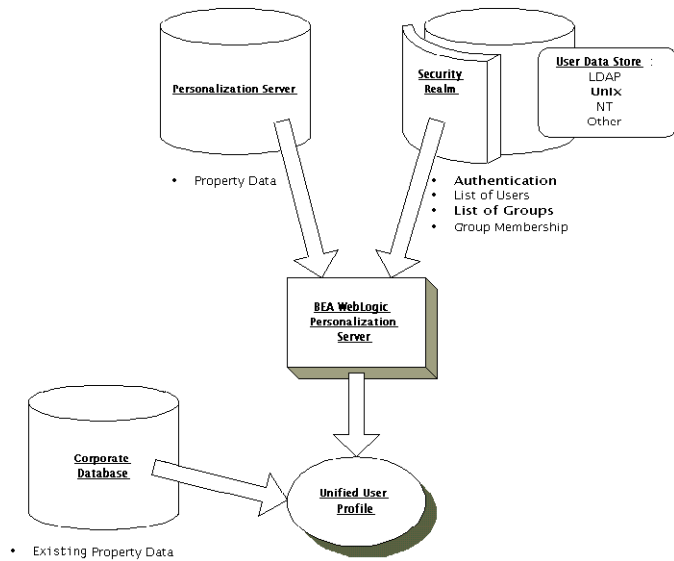 Personalization Server
Security
Realm
User Data Store :
LDAP
Unix
NT
Other
• Property Data
• Authentication
• List of Users
• List of Groups
• Group Membership
BEA WebLogic
Personalization
Server
Corporate
Database
Unified User
Profile
• Existing Property Data